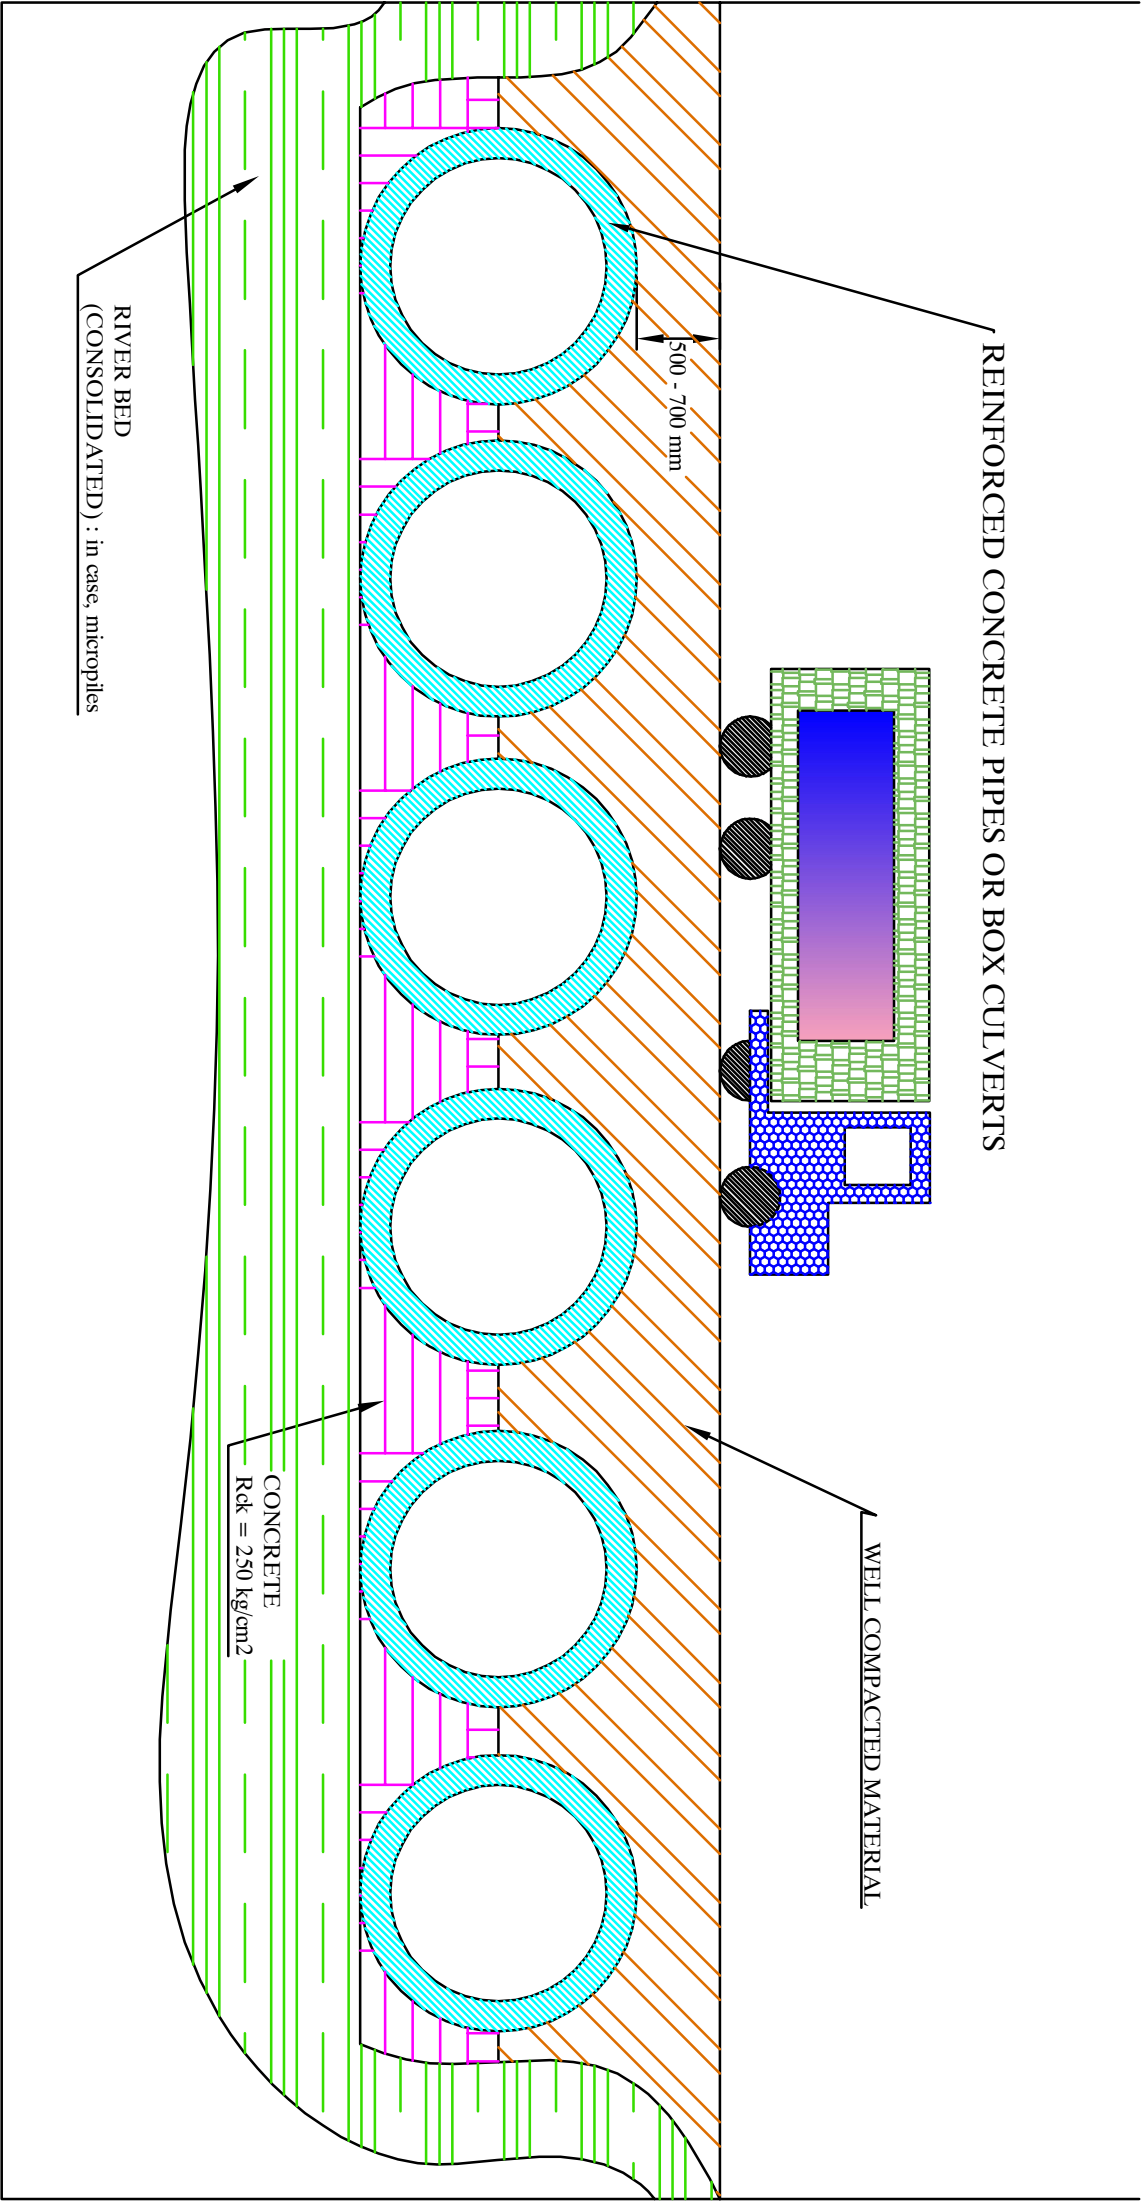 REINFORCED CONCRETE PIPES OR BOX CULVERTS
WELL COMPACTED MATERIAL
500 - 700 mm
CONCRETE
Rck = 250 kg/cm2
RIVER BED
(CONSOLIDATED) : in case, micropiles